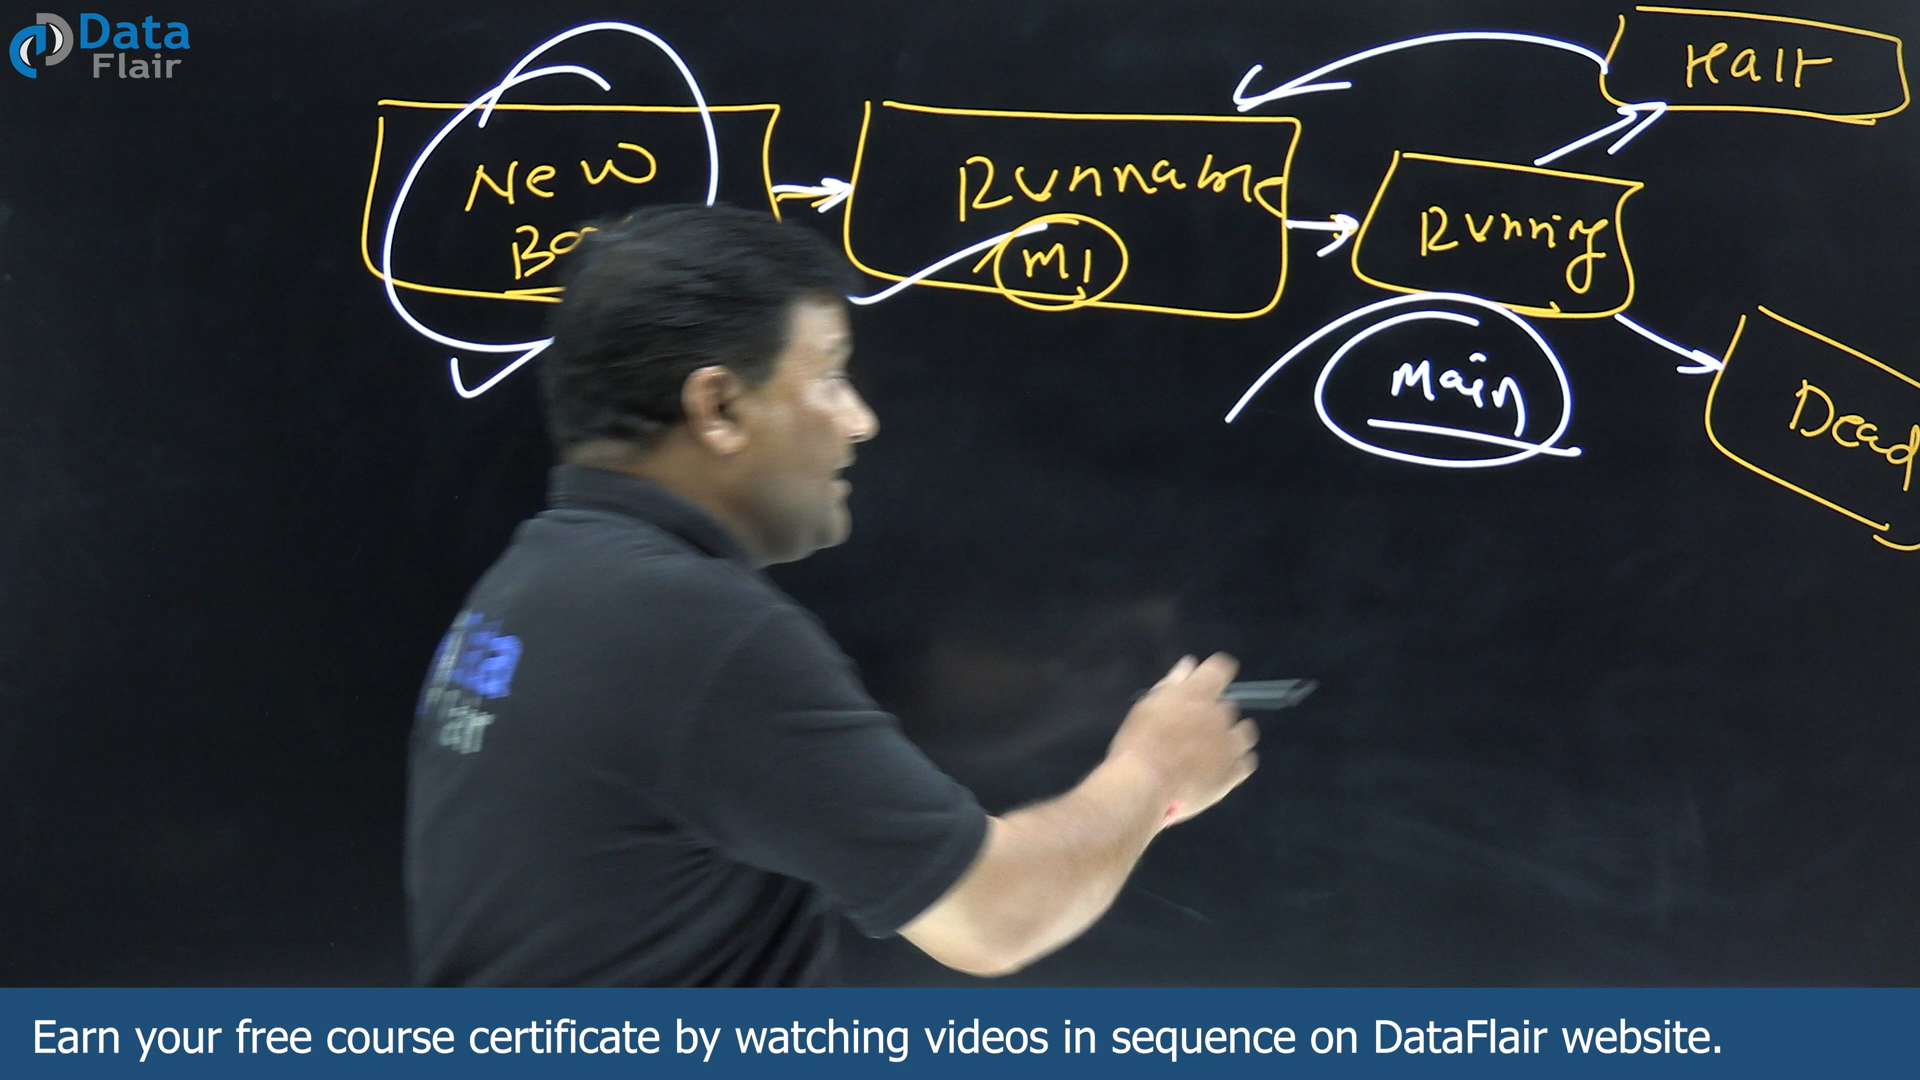 Data
Flair
Halt
New
Runnable
M1
Running
Main
Dead
Earn your free course certificate by watching videos in sequence on DataFlair website.